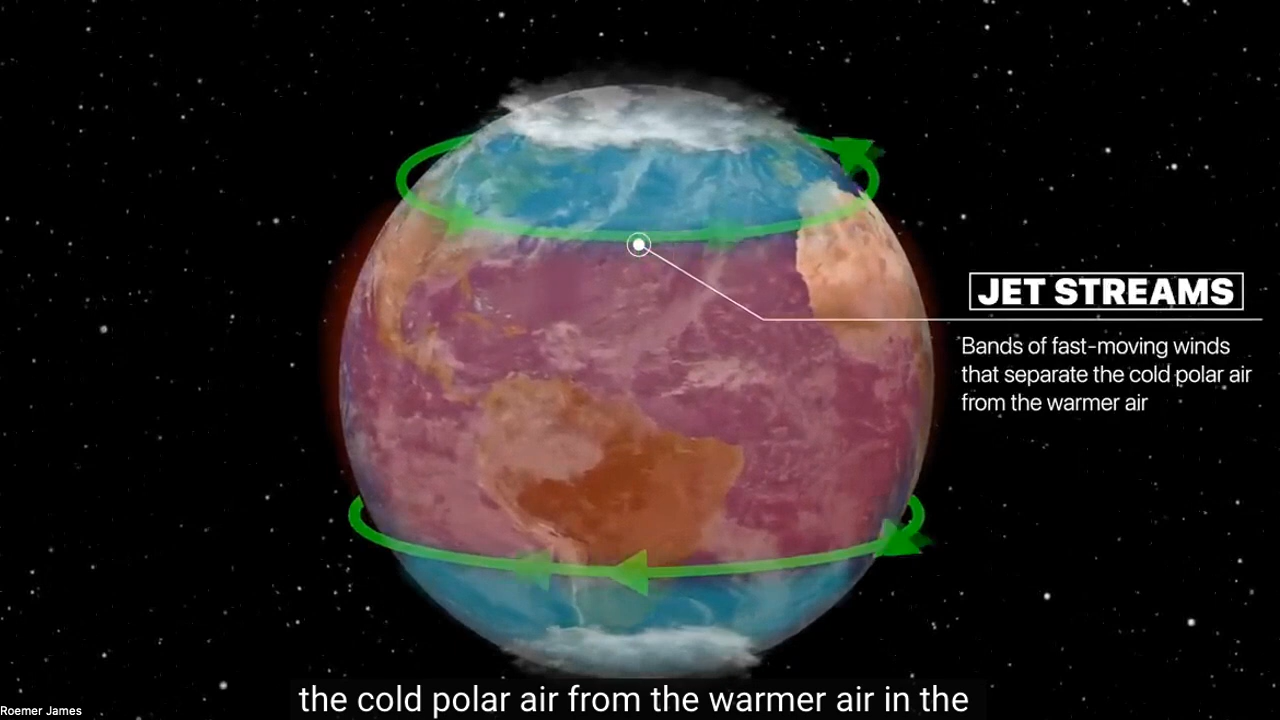 JET STREAMS
Bands of fast-moving winds
that separate the cold polar air
from the warmer air
the cold polar air from the warmer air in the
Roemer James